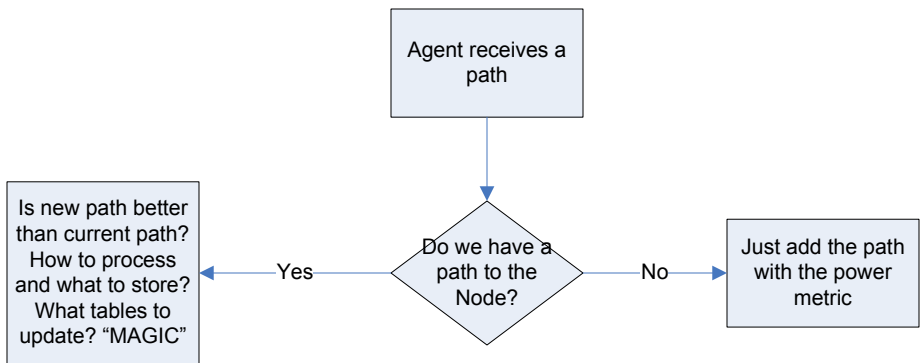 Agent receives a
path
Do we have a
path to the
Node?
Yes
No
Is new path better
than current path?
How to process
and what to store?
What tables to
update? “MAGIC”
Just add the path
with the power
metric